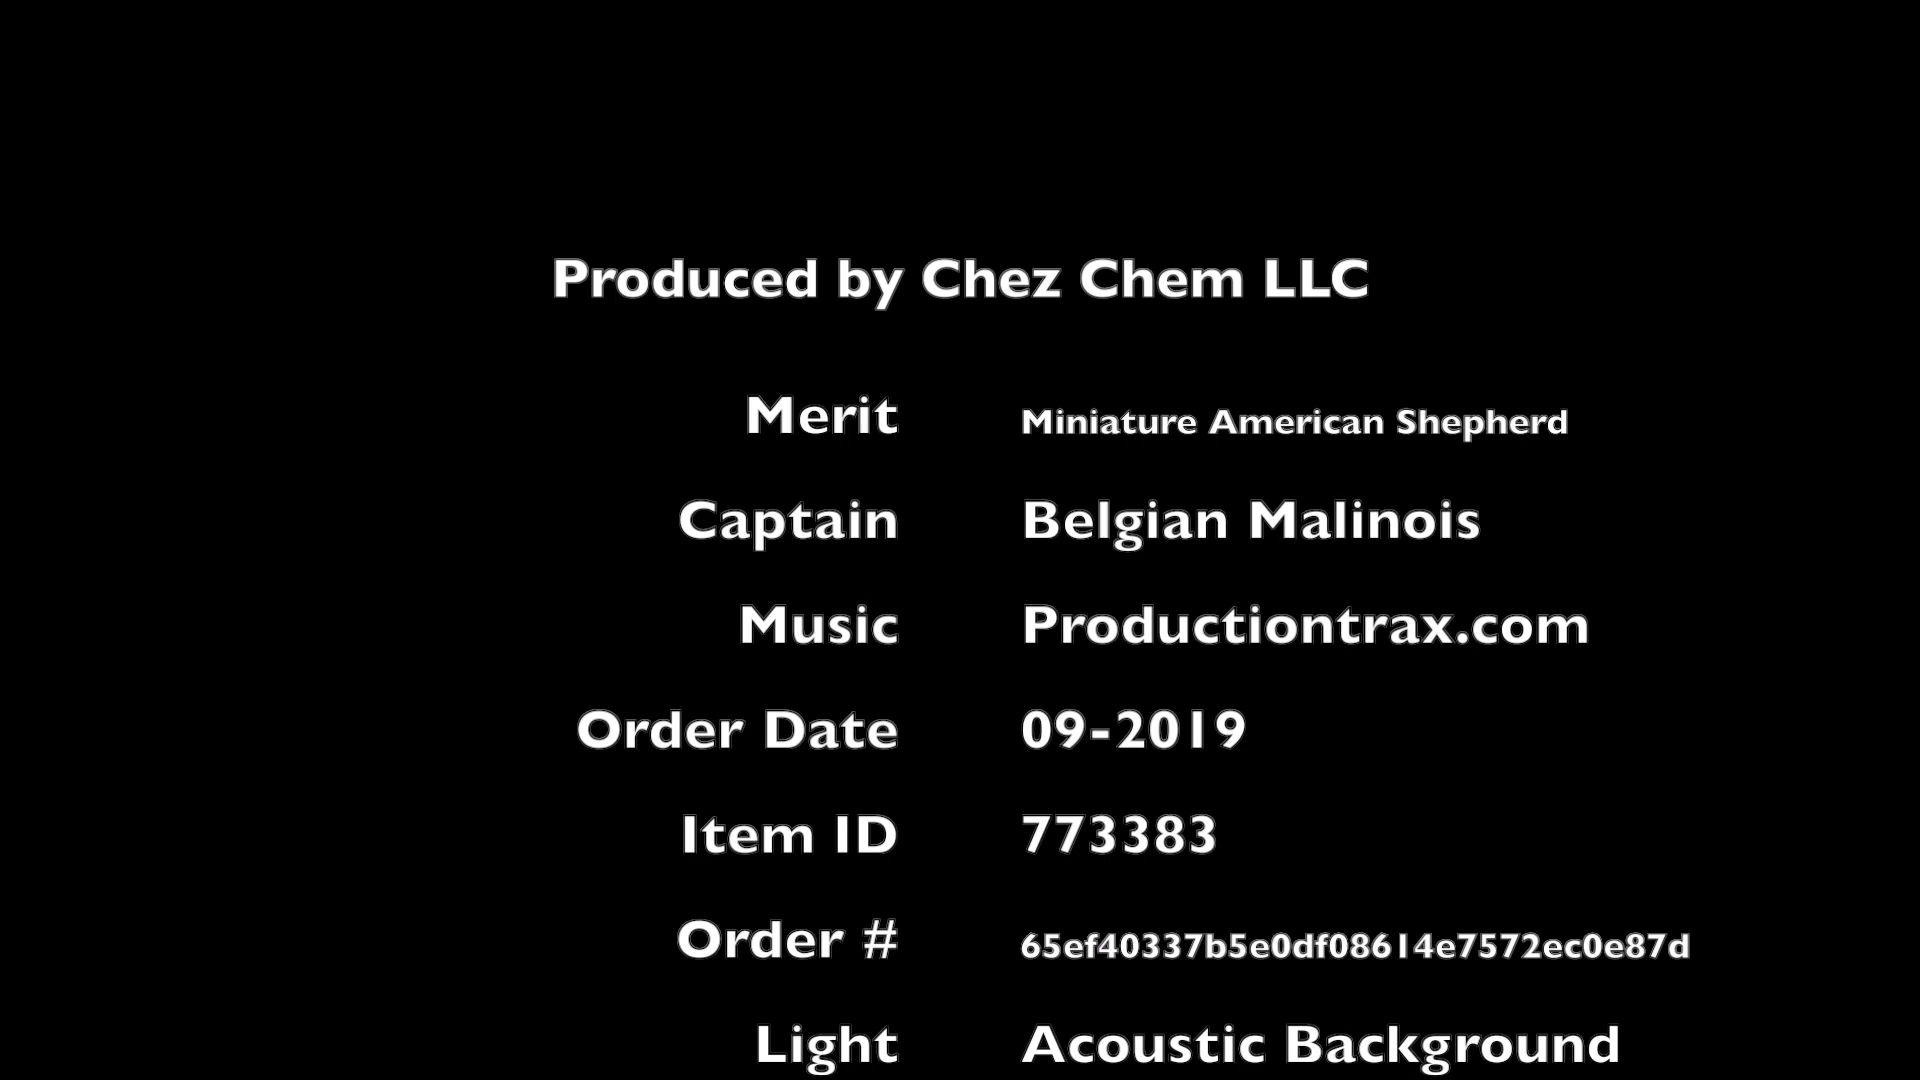 Produced by Chez Chem LLC
Merit Miniature American Shepherd
Captain Belgian Malinois
Music Productiontrax.com
Order Date 09-2019
Item ID 773383
Order # 65ef40337b5e0df08614e7572ec0e87d
Light Acoustic Background